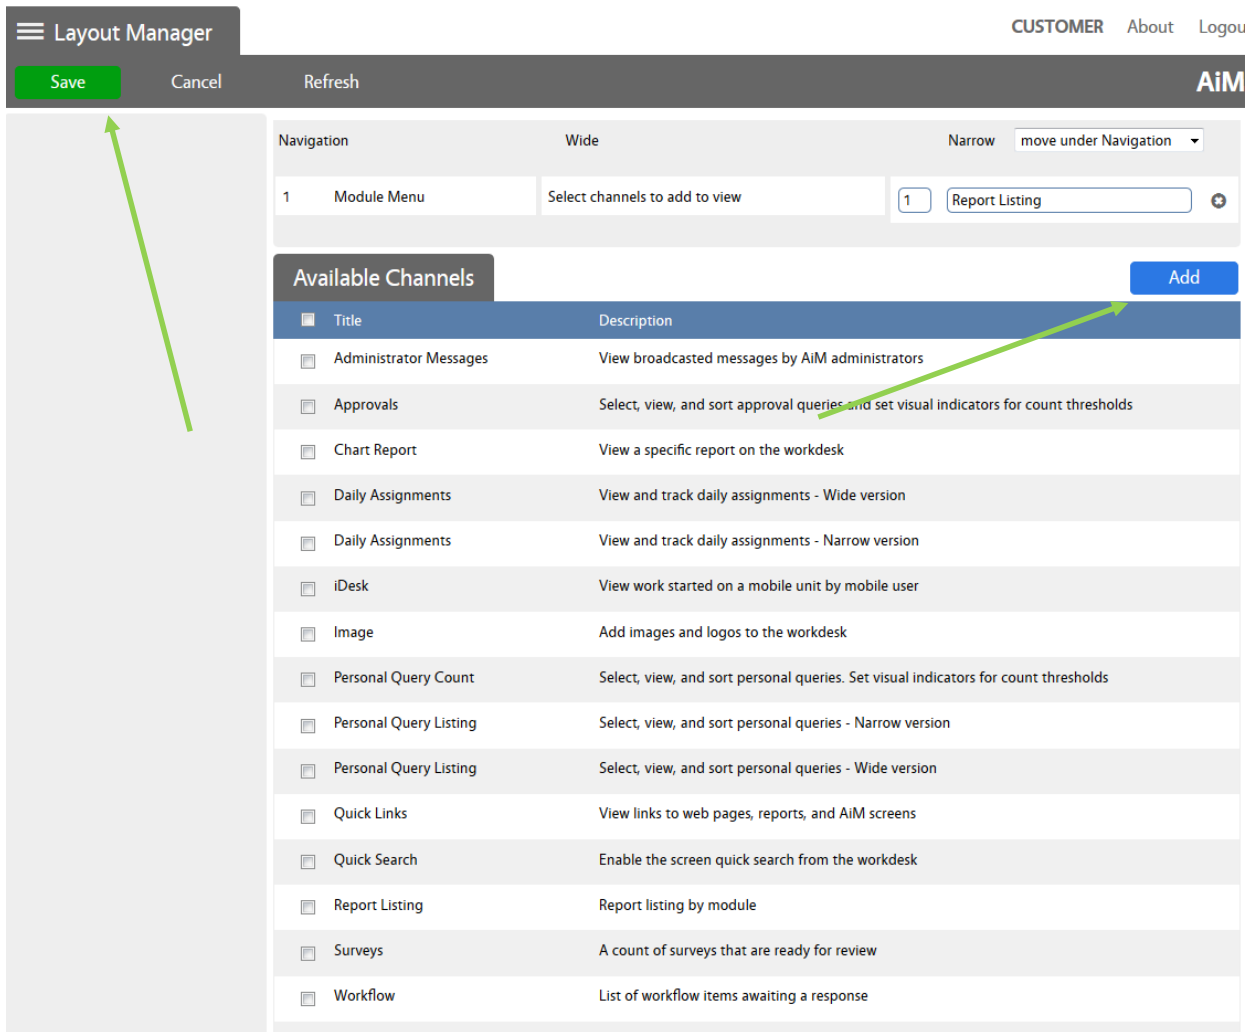 Layout Manager
CUSTOMER About Logou
Save Cancel Refresh AiM
Navigation Wide Narrow move under Navigation
1 Module Menu Select channels to add to view 1 Report Listing
Available Channels Add
Title Description
Administrator Messages View broadcasted messages by AiM administrators
Approvals Select, view, and sort approval queries and set visual indicators for count thresholds
Chart Report View a specific report on the workdesk
Daily Assignments View and track daily assignments - Wide version
Daily Assignments View and track daily assignments - Narrow version
iDesk View work started on a mobile unit by mobile user
Image Add images and logos to the workdesk
Personal Query Count Select, view, and sort personal queries. Set visual indicators for count thresholds
Personal Query Listing Select, view, and sort personal queries - Narrow version
Personal Query Listing Select, view, and sort personal queries - Wide version
Quick Links View links to web pages, reports, and AiM screens
Quick Search Enable the screen quick search from the workdesk
Report Listing Report listing by module
Surveys A count of surveys that are ready for review
Workflow List of workflow items awaiting a response